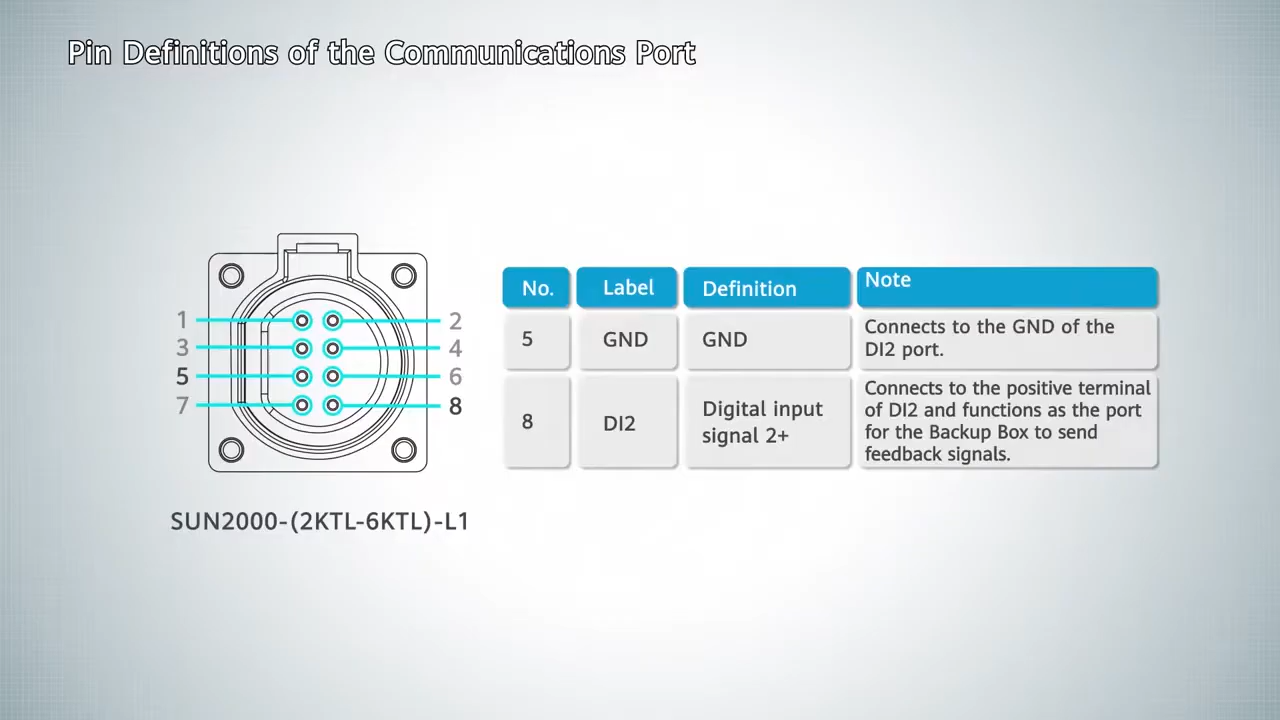 Pin Definitions of the Communications Port
1
2
3
4
5
6
7
8
SUN2000-(2KTL-6KTL)-L1
No. Label Definition Note
5 GND GND Connects to the GND of the
DI2 port.
8 DI2 Digital input
signal 2+
Connects to the positive terminal
of DI2 and functions as the port
for the Backup Box to send
feedback signals.